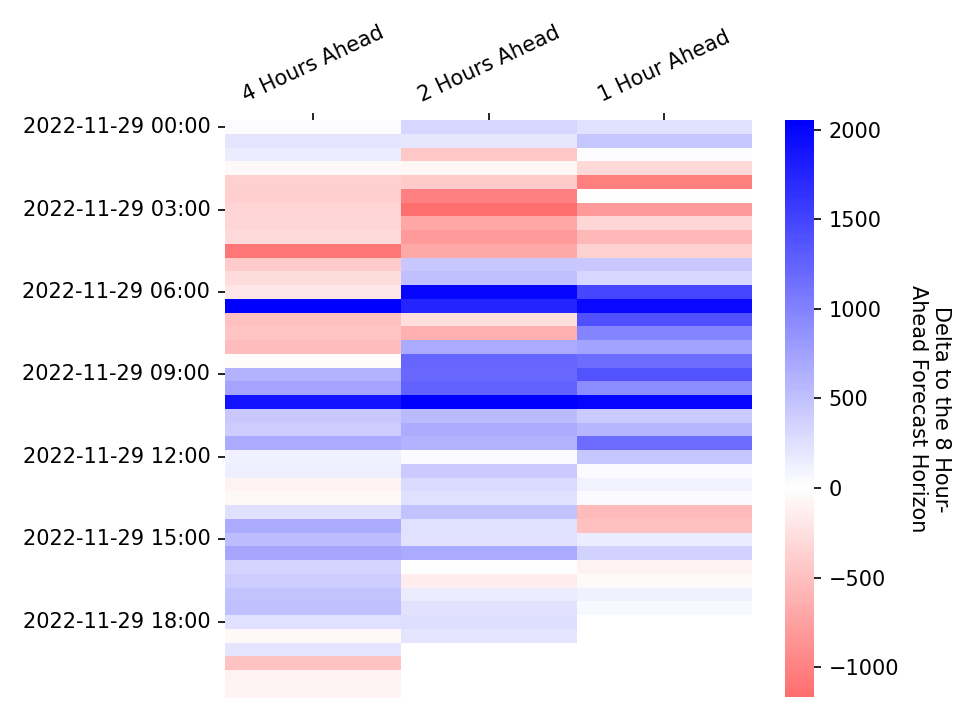 4 Hours Ahead
2 Hours Ahead
1 Hour Ahead
2022-11-29 00:00
2022-11-29 03:00
2022-11-29 06:00
2022-11-29 09:00
2022-11-29 12:00
2022-11-29 15:00
2022-11-29 18:00
2000
1500
1000
500
0
−500
−1000
Delta to the 8 Hour-
Ahead Forecast Horizon